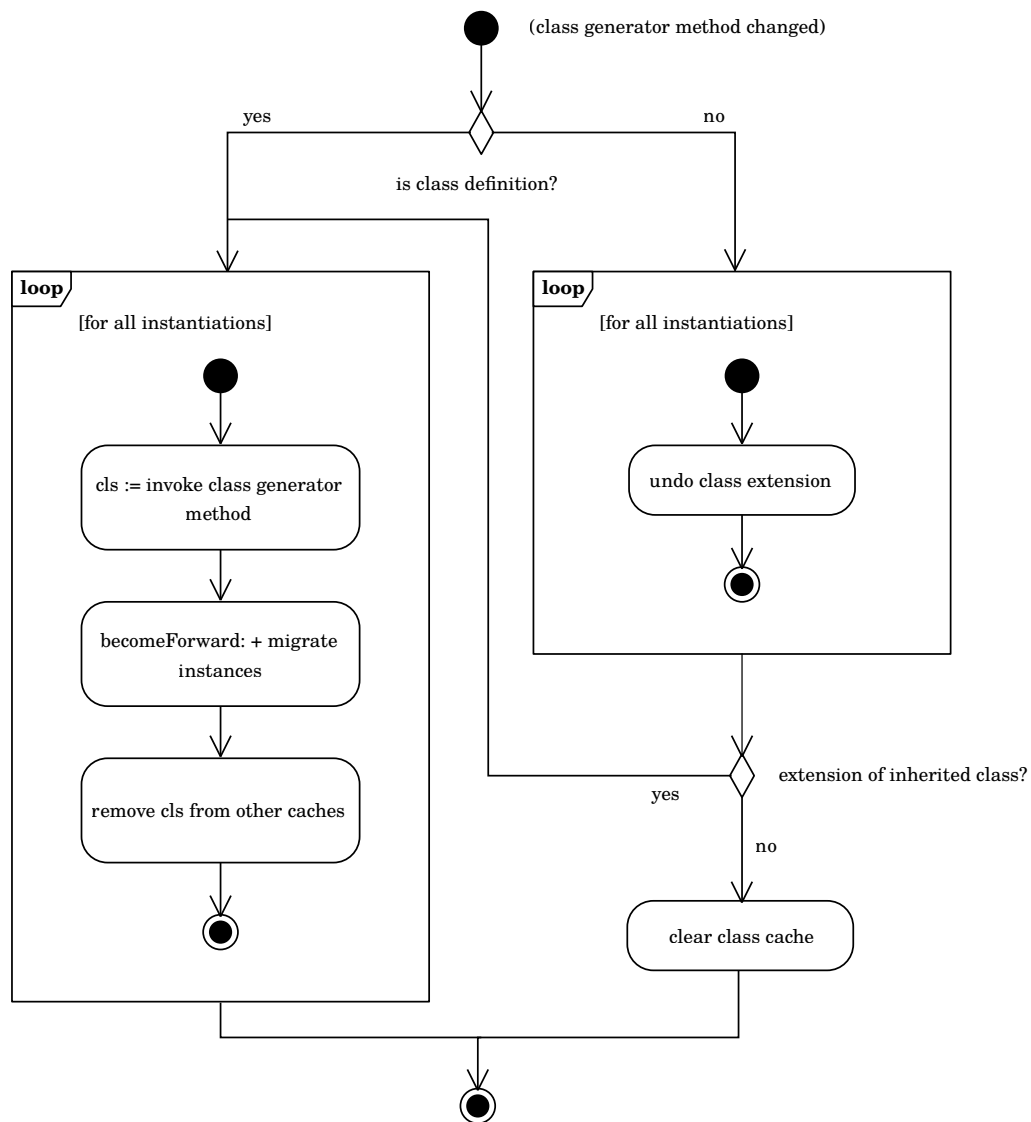 (class generator method changed)
yes
no
is class definition?
loop
[for all instantiations]
cls := invoke class generator
method
becomeForward: + migrate
instances
remove cls from other caches
loop
[for all instantiations]
undo class extension
extension of inherited class?
yes
no
clear class cache